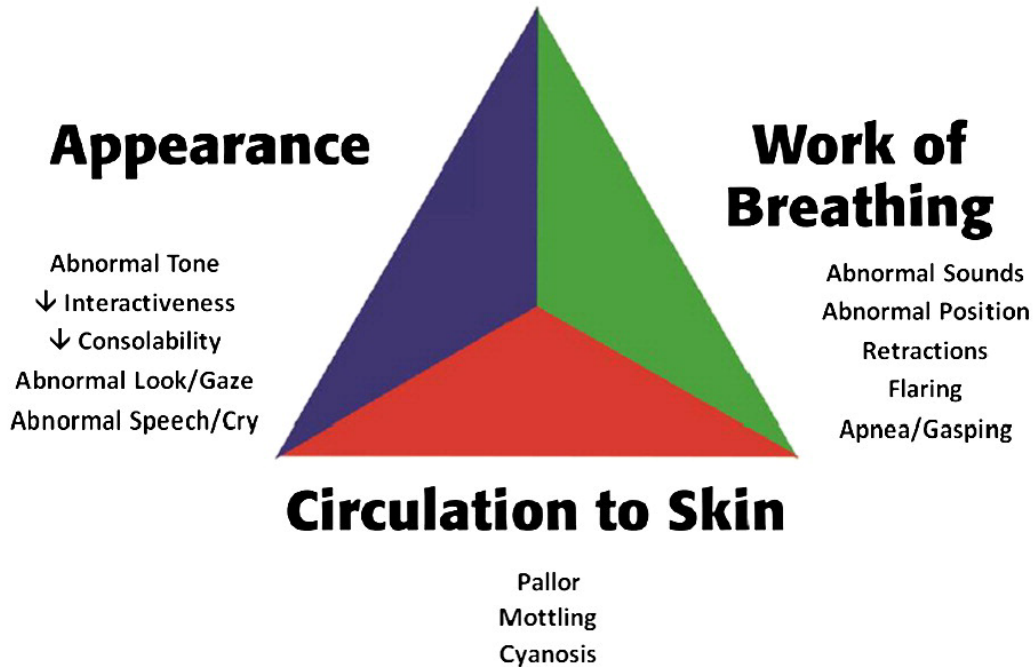 Appearance
Abnormal Tone
↓ Interactiveness
↓ Consolability
Abnormal Look/Gaze
Abnormal Speech/Cry
Work of
Breathing
Abnormal Sounds
Abnormal Position
Retractions
Flaring
Apnea/Gasping
Circulation to Skin
Pallor
Mottling
Cyanosis